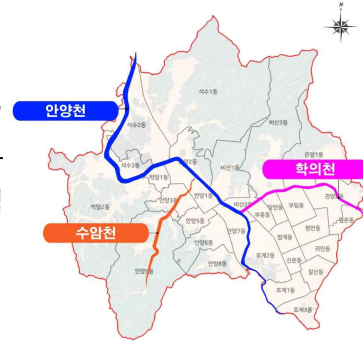 N
석수1동
석수2동
안양천
비산3동
관양1동
석수3동
안양2동
박달1동
비산1동
학의천
비산2동
관양2동
안양1동
안양3동
박달2동
부흥동
달안동
부림동
평촌동
수암천
안양5동
안양7동
범계동
평안동
귀인동
안양6동
호계2동
신촌동
갈산동
안양9동
안양8동
호계1동
호계3동